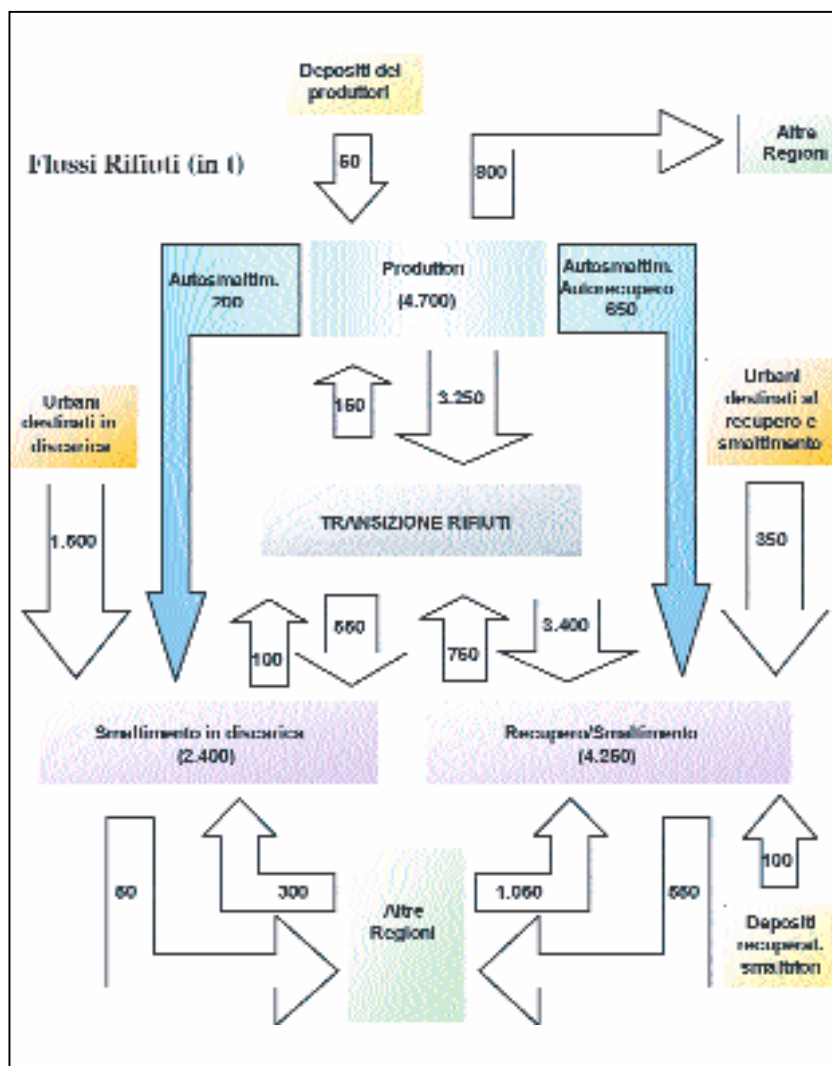 Depositi dei
produttori
Altre
Regioni
Flussi Rifiuti (in t)
50
800
Autosmaltim.
200
Produttori
(4.700)
Autosmaltim.
Autorecupero
650
Urbani
destinati in
discarica
150
3.250
Urbani
destinati al
recupero e
smaltimento
TRANSIZIONE RIFIUTI
1.500
350
100
550
750
3.400
Smaltimento in discarica
(2.400)
Recupero/Smaltimento
(4.250)
50
300
Altre
Regioni
1.050
550
100
Depositi
recuperat.
smaltitori